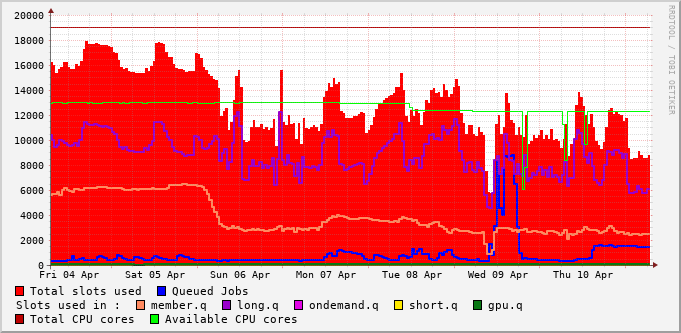 RRDTOOL / TOBI OETIKER
20000
18000
16000
14000
12000
10000
8000
6000
4000
2000
0
Fri 04 Apr Sat 05 Apr Sun 06 Apr Mon 07 Apr Tue 08 Apr Wed 09 Apr Thu 10 Apr
Total slots used Queued Jobs
Slots used in : member.q long.q ondemand.q short.q gpu.q
Total CPU cores Available CPU cores